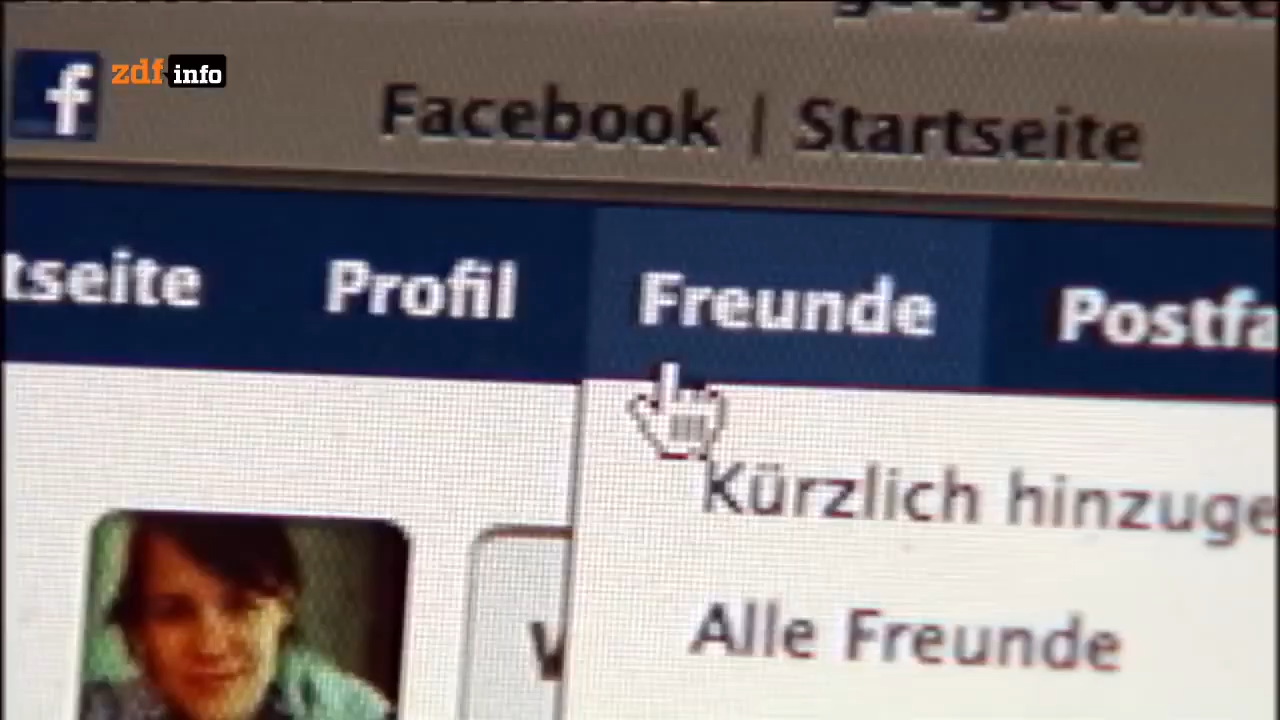 f zdf info
Facebook | Startseite
tseite Profil Freunde Postfa
Kürzlich hinzuge
Alle Freunde